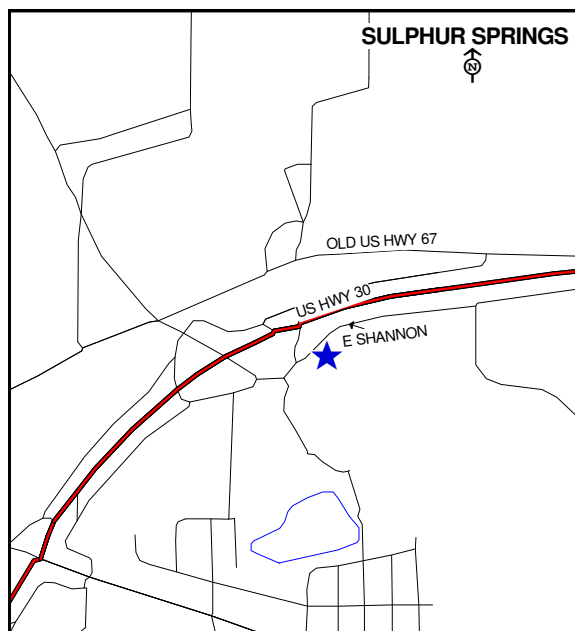 SULPHUR SPRINGS
N
OLD US HWY 67
US HWY 30
E SHANNON